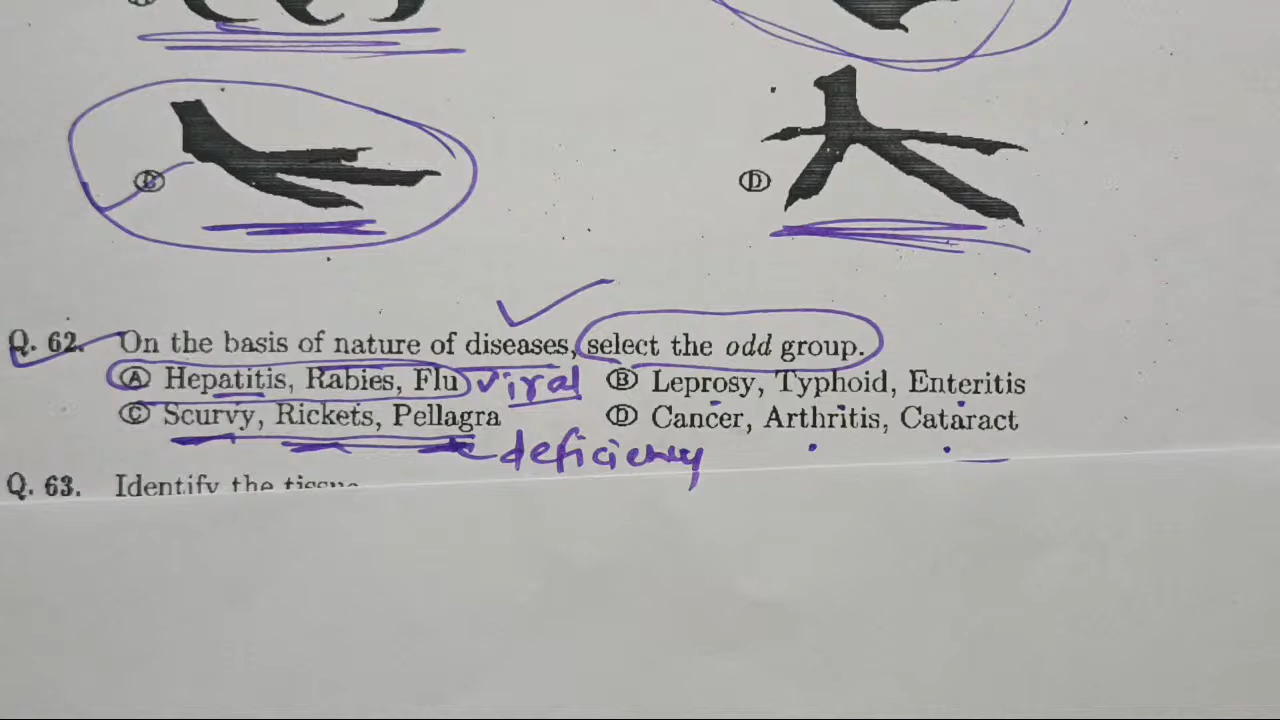 Ⓑ
Ⓓ
Q. 62. On the basis of nature of diseases, select the odd group.
Ⓐ Hepatitis, Rabies, Flu viral Ⓑ Leprosy, Typhoid, Enteritis
Ⓒ Scurvy, Rickets, Pellagra Ⓓ Cancer, Arthritis, Cataract
deficiency
Q. 63. Identify the tissue